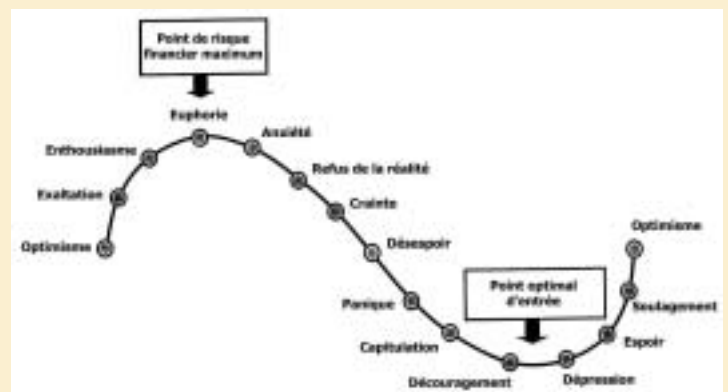 Point de risque
financier maximum
Euphorie
Anxiété
Enthousiasme
Refus de la réalité
Exaltation
Crainte
Optimisme
Désespoir
Optimisme
Point optimal
d'entrée
Panique
Soulagement
Capitulation
Espoir
Découragement
Dépression